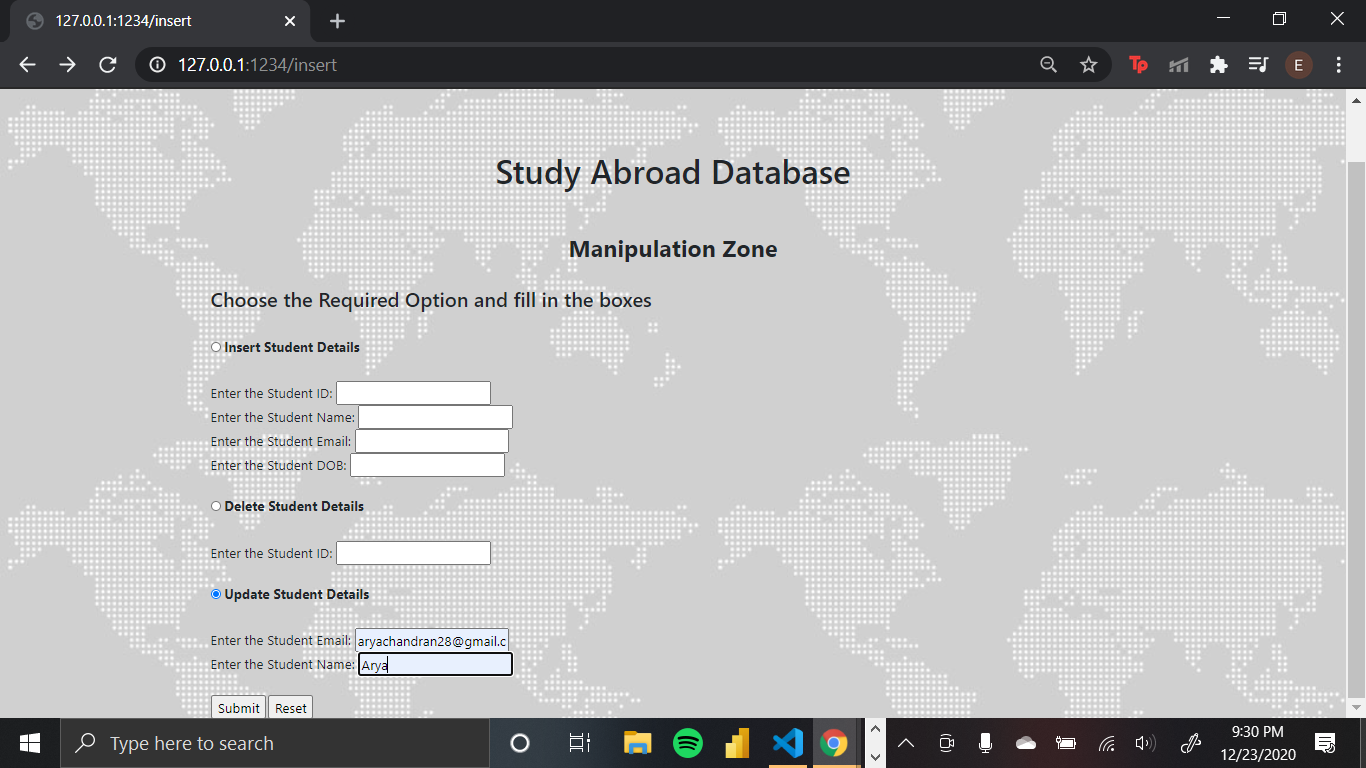 127.0.0.1:1234/insert
127.0.0.1:1234/insert
Tp
E
Study Abroad Database
Manipulation Zone
Choose the Required Option and fill in the boxes
Insert Student Details
Enter the Student ID:
Enter the Student Name:
Enter the Student Email:
Enter the Student DOB:
Delete Student Details
Enter the Student ID:
Update Student Details
Enter the Student Email: aryachandran28@gmail.c
Enter the Student Name: Arya
Submit Reset
Type here to search
9:30 PM
12/23/2020